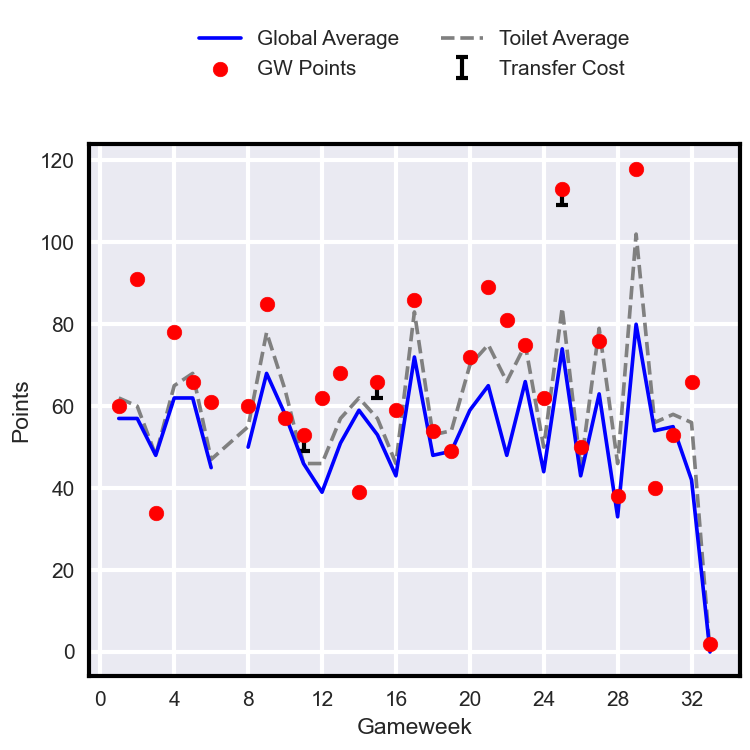 Global Average
Toilet Average
GW Points
Transfer Cost
120
100
80
60
40
20
0
Points
0 4 8 12 16 20 24 28 32
Gameweek